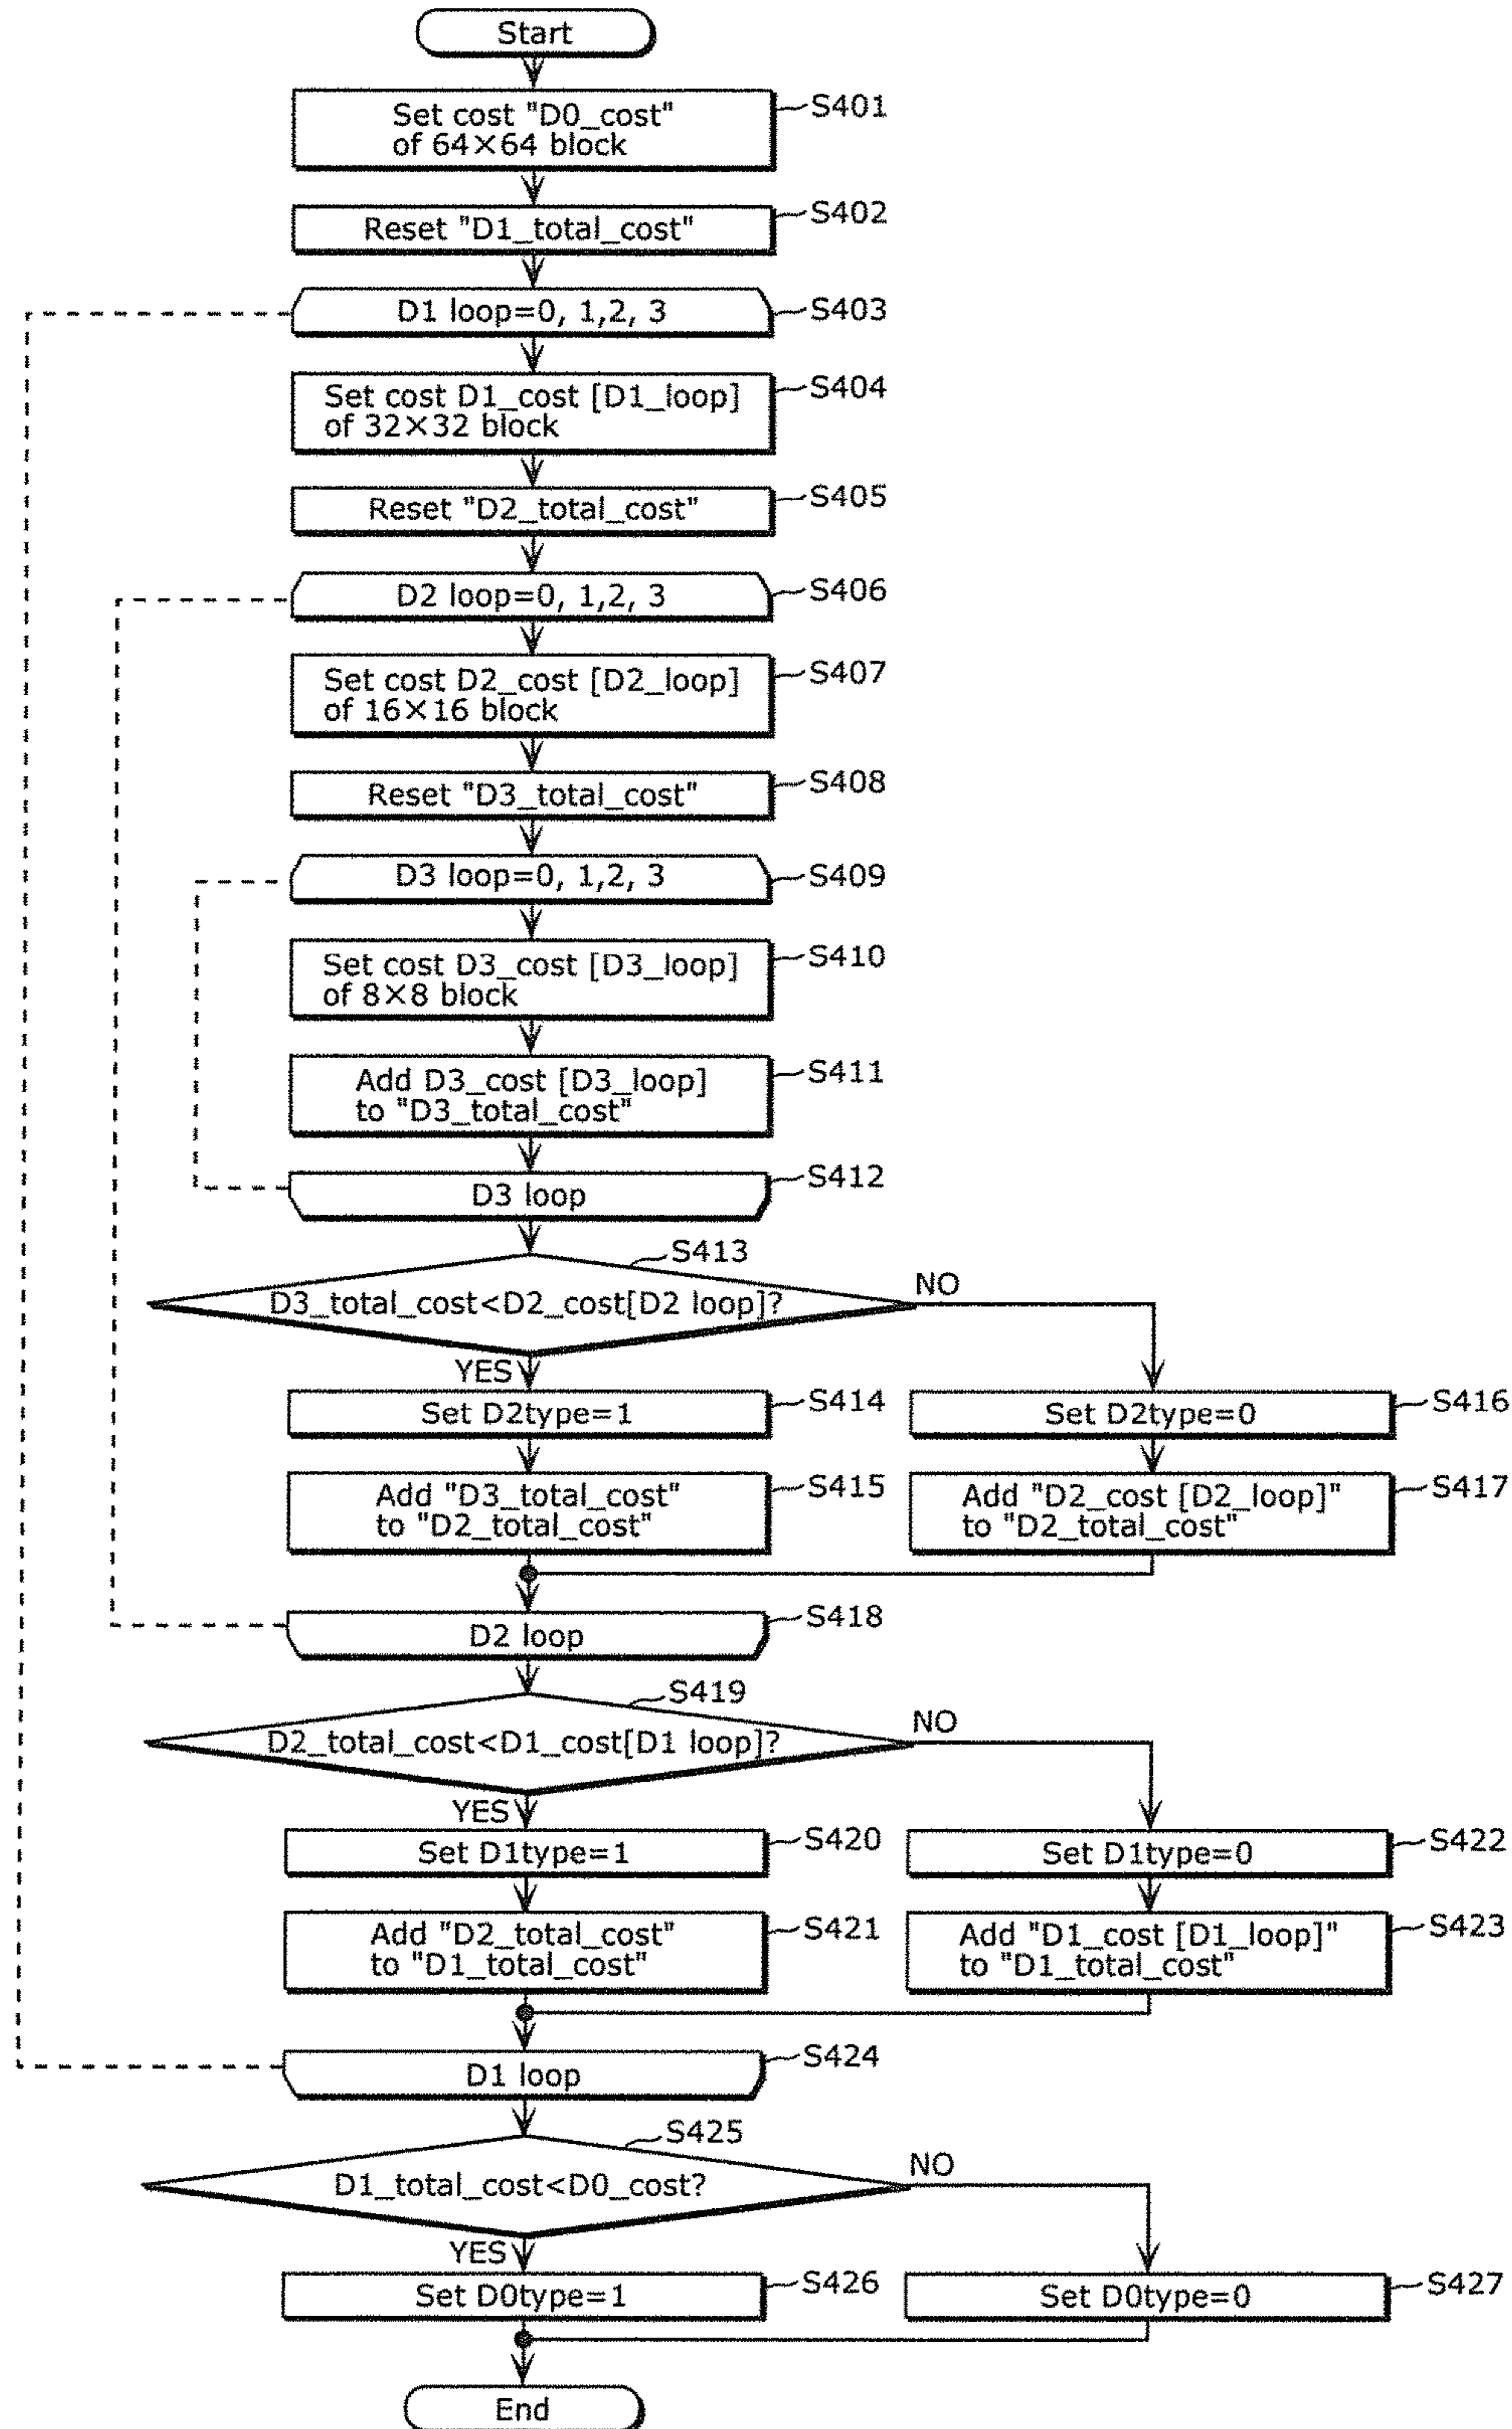 Start
Set cost "D0_cost"
of 64×64 block
S401
Reset "D1_total_cost"
S402
D1 loop=0, 1,2, 3
S403
Set cost D1_cost [D1_loop]
of 32×32 block
S404
Reset "D2_total_cost"
S405
D2 loop=0, 1,2, 3
S406
Set cost D2_cost [D2_loop]
of 16×16 block
S407
Reset "D3_total_cost"
S408
D3 loop=0, 1,2, 3
S409
Set cost D3_cost [D3_loop]
of 8×8 block
S410
Add D3_cost [D3_loop]
to "D3_total_cost"
S411
D3 loop
S412
S413
D3_total_cost<D2_cost[D2 loop]?
NO
YES
Set D2type=1
S414
Set D2type=0
S416
Add "D3_total_cost"
to "D2_total_cost"
S415
Add "D2_cost [D2_loop]"
to "D2_total_cost"
S417
D2 loop
S418
S419
D2_total_cost<D1_cost[D1 loop]?
NO
YES
Set D1type=1
S420
Set D1type=0
S422
Add "D2_total_cost"
to "D1_total_cost"
S421
Add "D1_cost [D1_loop]"
to "D1_total_cost"
S423
D1 loop
S424
S425
D1_total_cost<D0_cost?
NO
YES
Set D0type=1
S426
Set D0type=0
S427
End